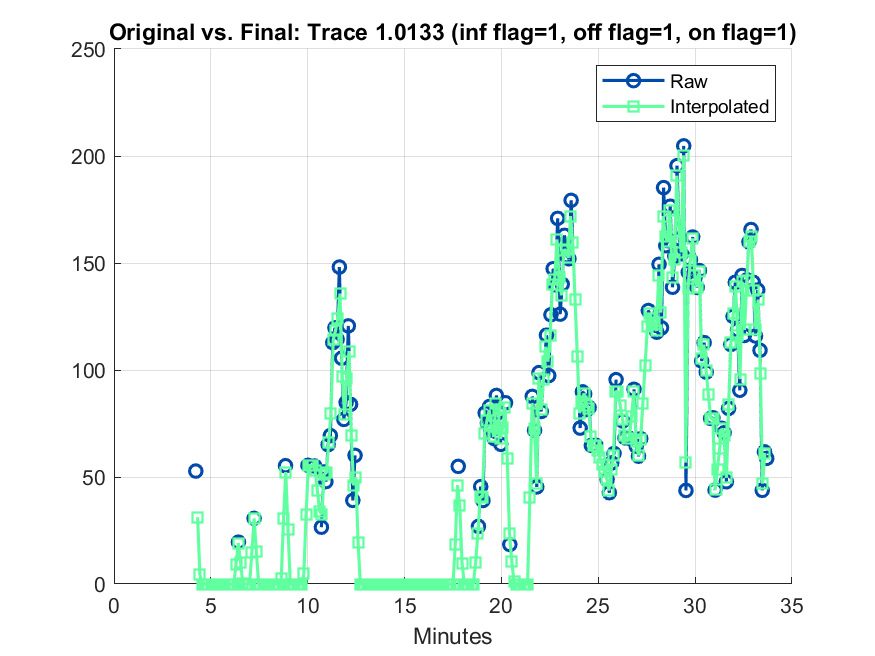 Original vs. Final: Trace 1.0133 (inf flag=1, off flag=1, on flag=1)
250
200
150
100
50
0
Raw
Interpolated
0 5 10 15 20 25 30 35
Minutes